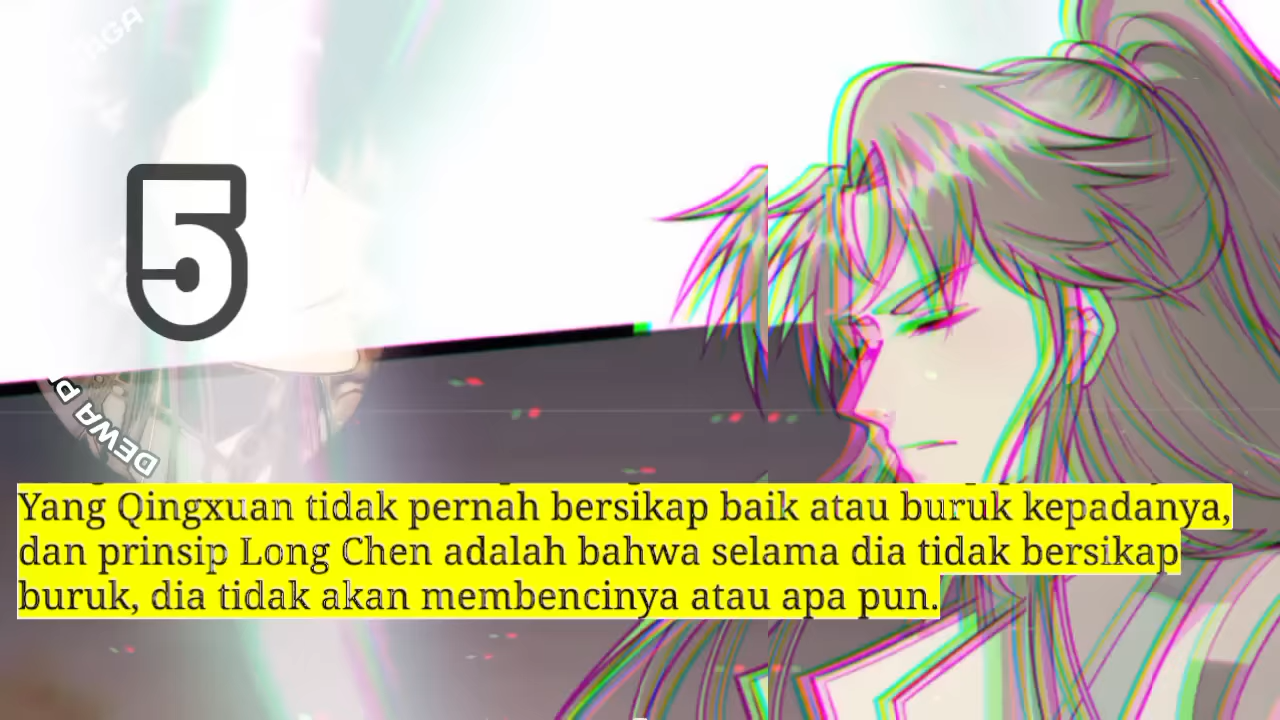 5
DEWA
Yang Qingxuan tidak pernah bersikap baik atau buruk kepadanya,
dan prinsip Long Chen adalah bahwa selama dia tidak bersikap
buruk, dia tidak akan membencinya atau apa pun.